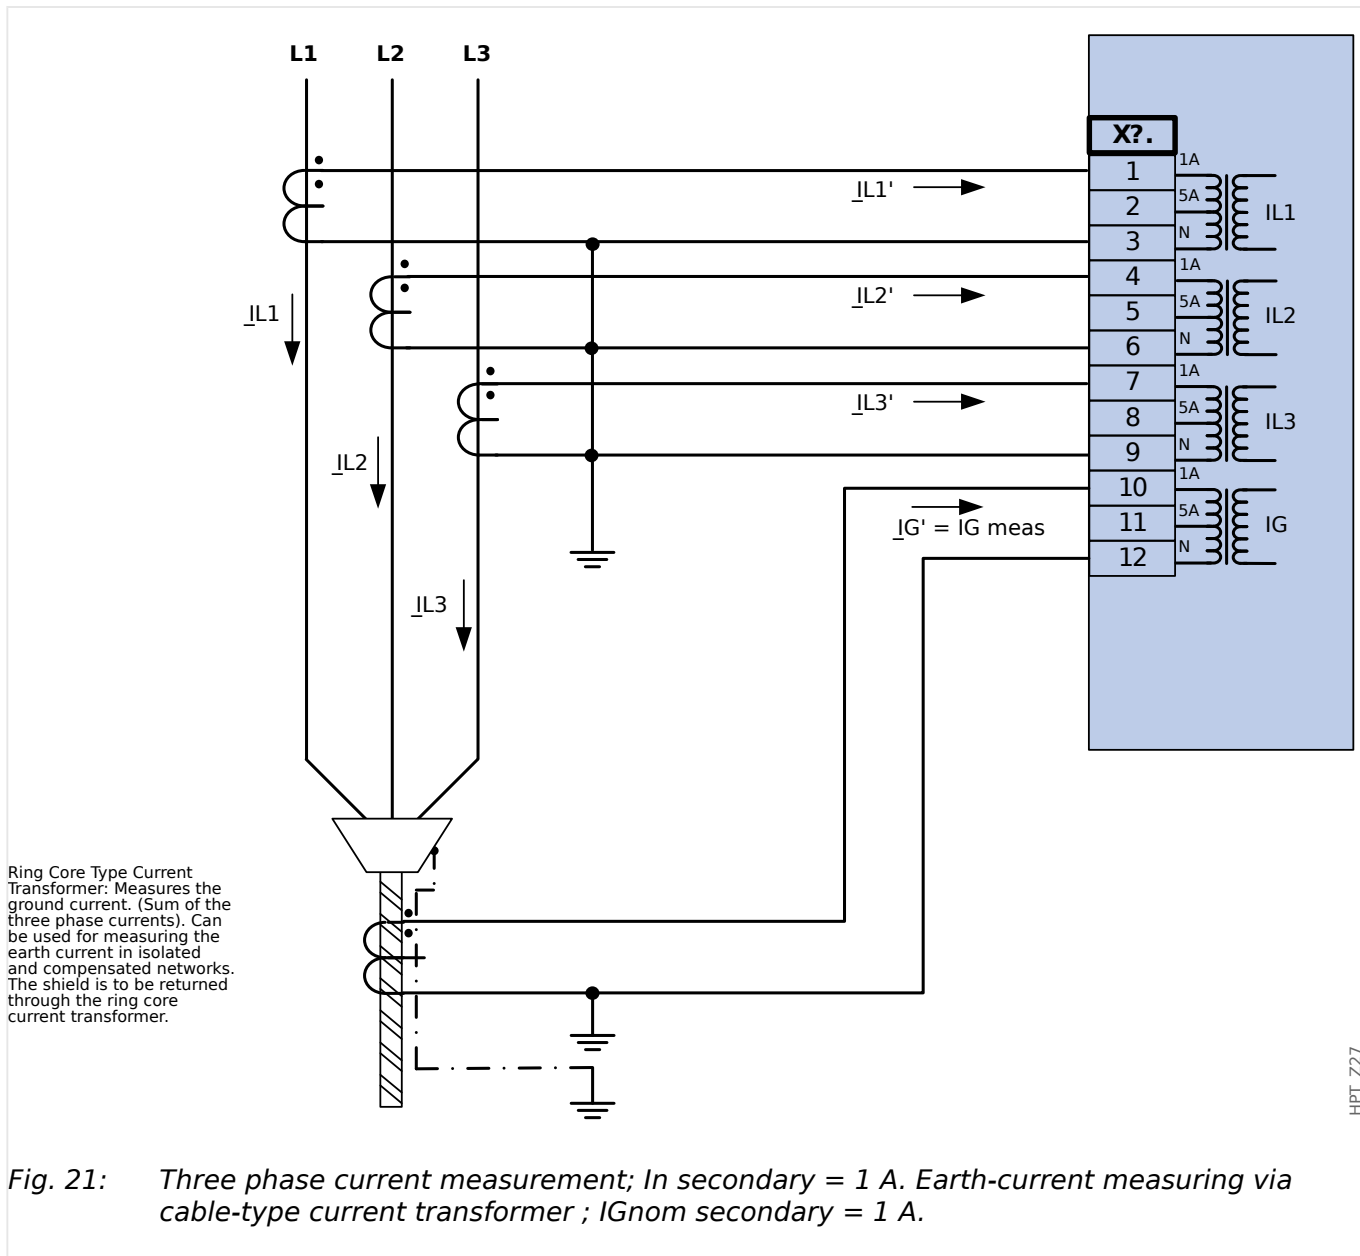 L1 L2 L3
X?.
1 1A
2 5A IL1
3 N
4 1A
5 5A IL2
6 N
7 1A
8 5A IL3
9 N
10 1A
11 5A IG
12 N
IL1'
IL2'
IL3'
IG' = IG meas
IL1
IL2
IL3
Ring Core Type Current
Transformer: Measures the
ground current. (Sum of the
three phase currents). Can
be used for measuring the
earth current in isolated
and compensated networks.
The shield is to be returned
through the ring core
current transformer.
HPT_Z27
Fig. 21: Three phase current measurement; In secondary = 1 A. Earth-current measuring via
cable-type current transformer ; IGnom secondary = 1 A.